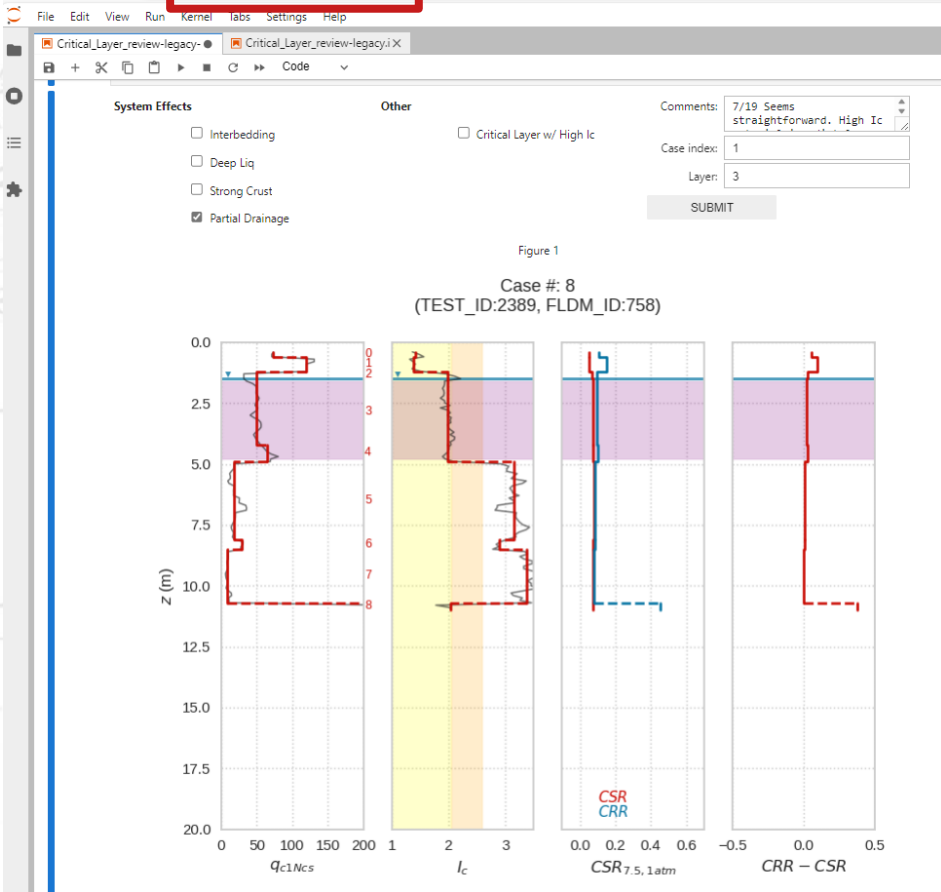 File Edit View Run Kernel Tabs Settings Help
Critical_Layer_review-legacy- Critical_Layer_review-legacy.i
Code
System Effects Other Comments: 7/19 Seems
straightforward. High Ic
Interbedding Critical Layer w/ High Ic
Case index: 1
Deep Liq
Layer: 3
Strong Crust
SUBMIT
Partial Drainage
Figure 1
Case #: 8
(TEST_ID:2389, FLDM_ID:758)
0.0
0
1
2
2.5
3
4
5.0
5
7.5
6
7
10.0
8
z (m)
12.5
15.0
17.5
CSR
CRR
20.0
0 50 100 150 200 1 2 3 0.0 0.2 0.4 0.6 −0.5 0.0 0.5
qc1Ncs Ic CSR7.5, 1atm CRR − CSR